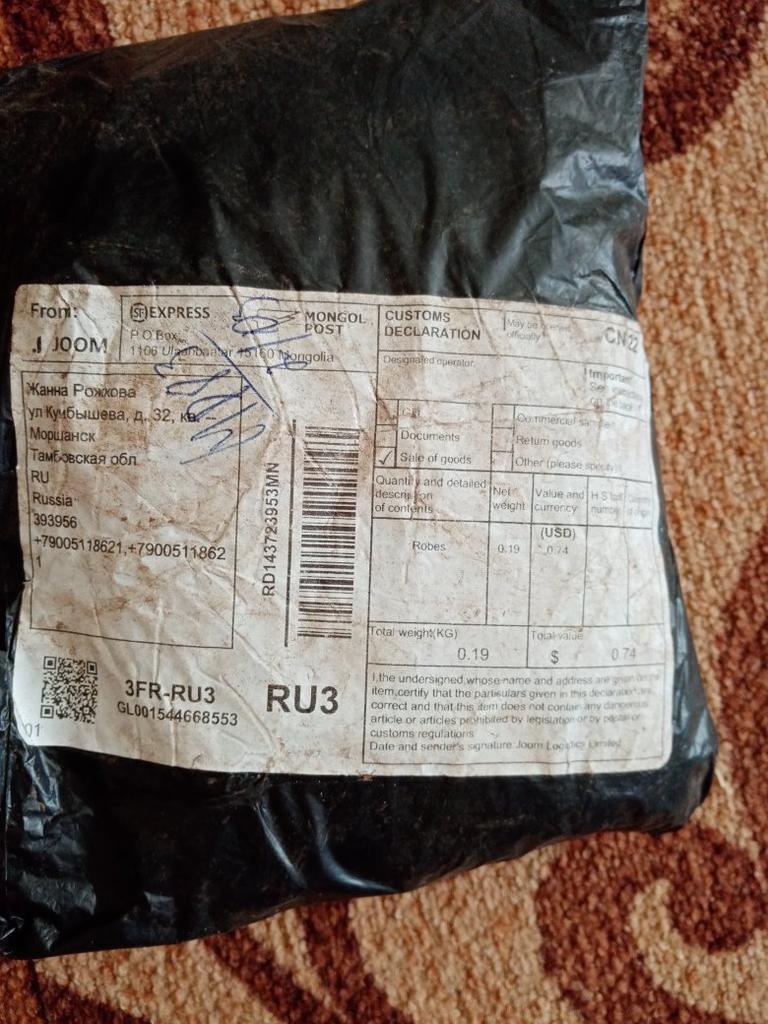 From:
JOOM
SF EXPRESS
MONGOL
POST
P.O.Box
1106 Ulaanbaatar 15160 Mongolia
CUSTOMS
DECLARATION
May be opened
officially
CN22
Designated operator
Important
Жанна Рожкова
ул Куйбышева, д. 32, кв.
Моршанск
Тамбовская обл
RU
Russia
393956
+79005118621,+7900511862
1
RD143723953MN
Gift
Commercial sample
Documents
Return goods
✓ Sale of goods
Other (please specify)
Quantity and detailed
description
of contents
Net
weight
Value and
currency
(USD)
Robes
0.19
0.74
Total weight(KG)
0.19
Total value
$ 0.74
I,the undersigned,whose name and address are given on the
item,certify that the particulars given in this declaration are
correct and that this item does not contain any dangerous
article or articles prohibited by legislation or by postal or
customs regulations
Date and sender's signature Joom Logistics Limited
3FR-RU3
GL001544668553
RU3
01